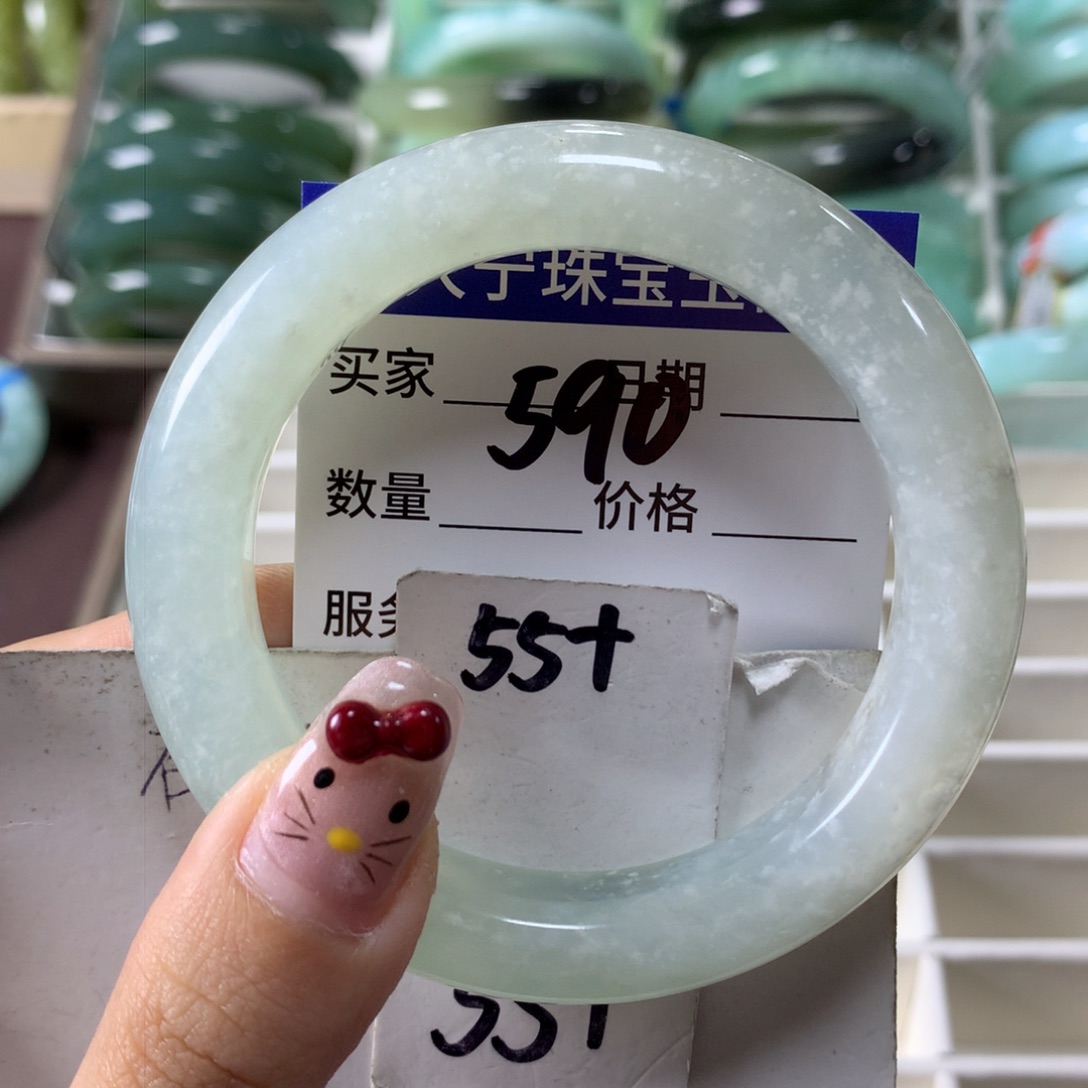 宁珠宝玉
买家 590 日期
数量 价格
服务
55+
55+